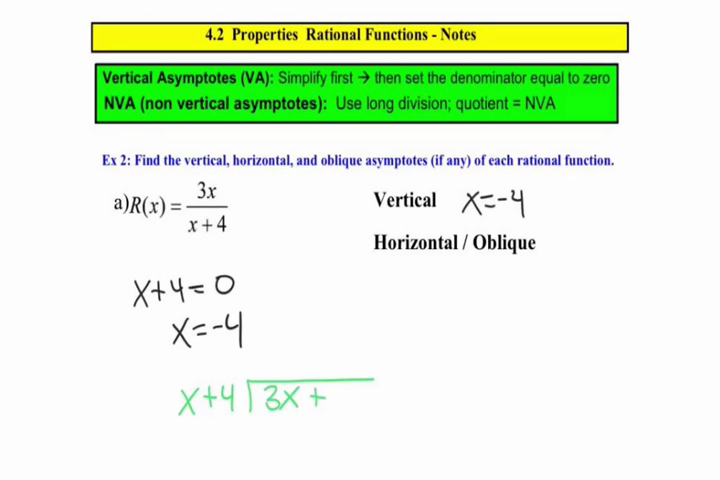 4.2 Properties Rational Functions - Notes
Vertical Asymptotes (VA): Simplify first → then set the denominator equal to zero
NVA (non vertical asymptotes): Use long division; quotient = NVA
Ex 2: Find the vertical, horizontal, and oblique asymptotes (if any) of each rational function.
a) R(x) = 3x / x + 4
Vertical x=-4
Horizontal / Oblique
x+4=0
x=-4
x+4 ⟌ 3x +